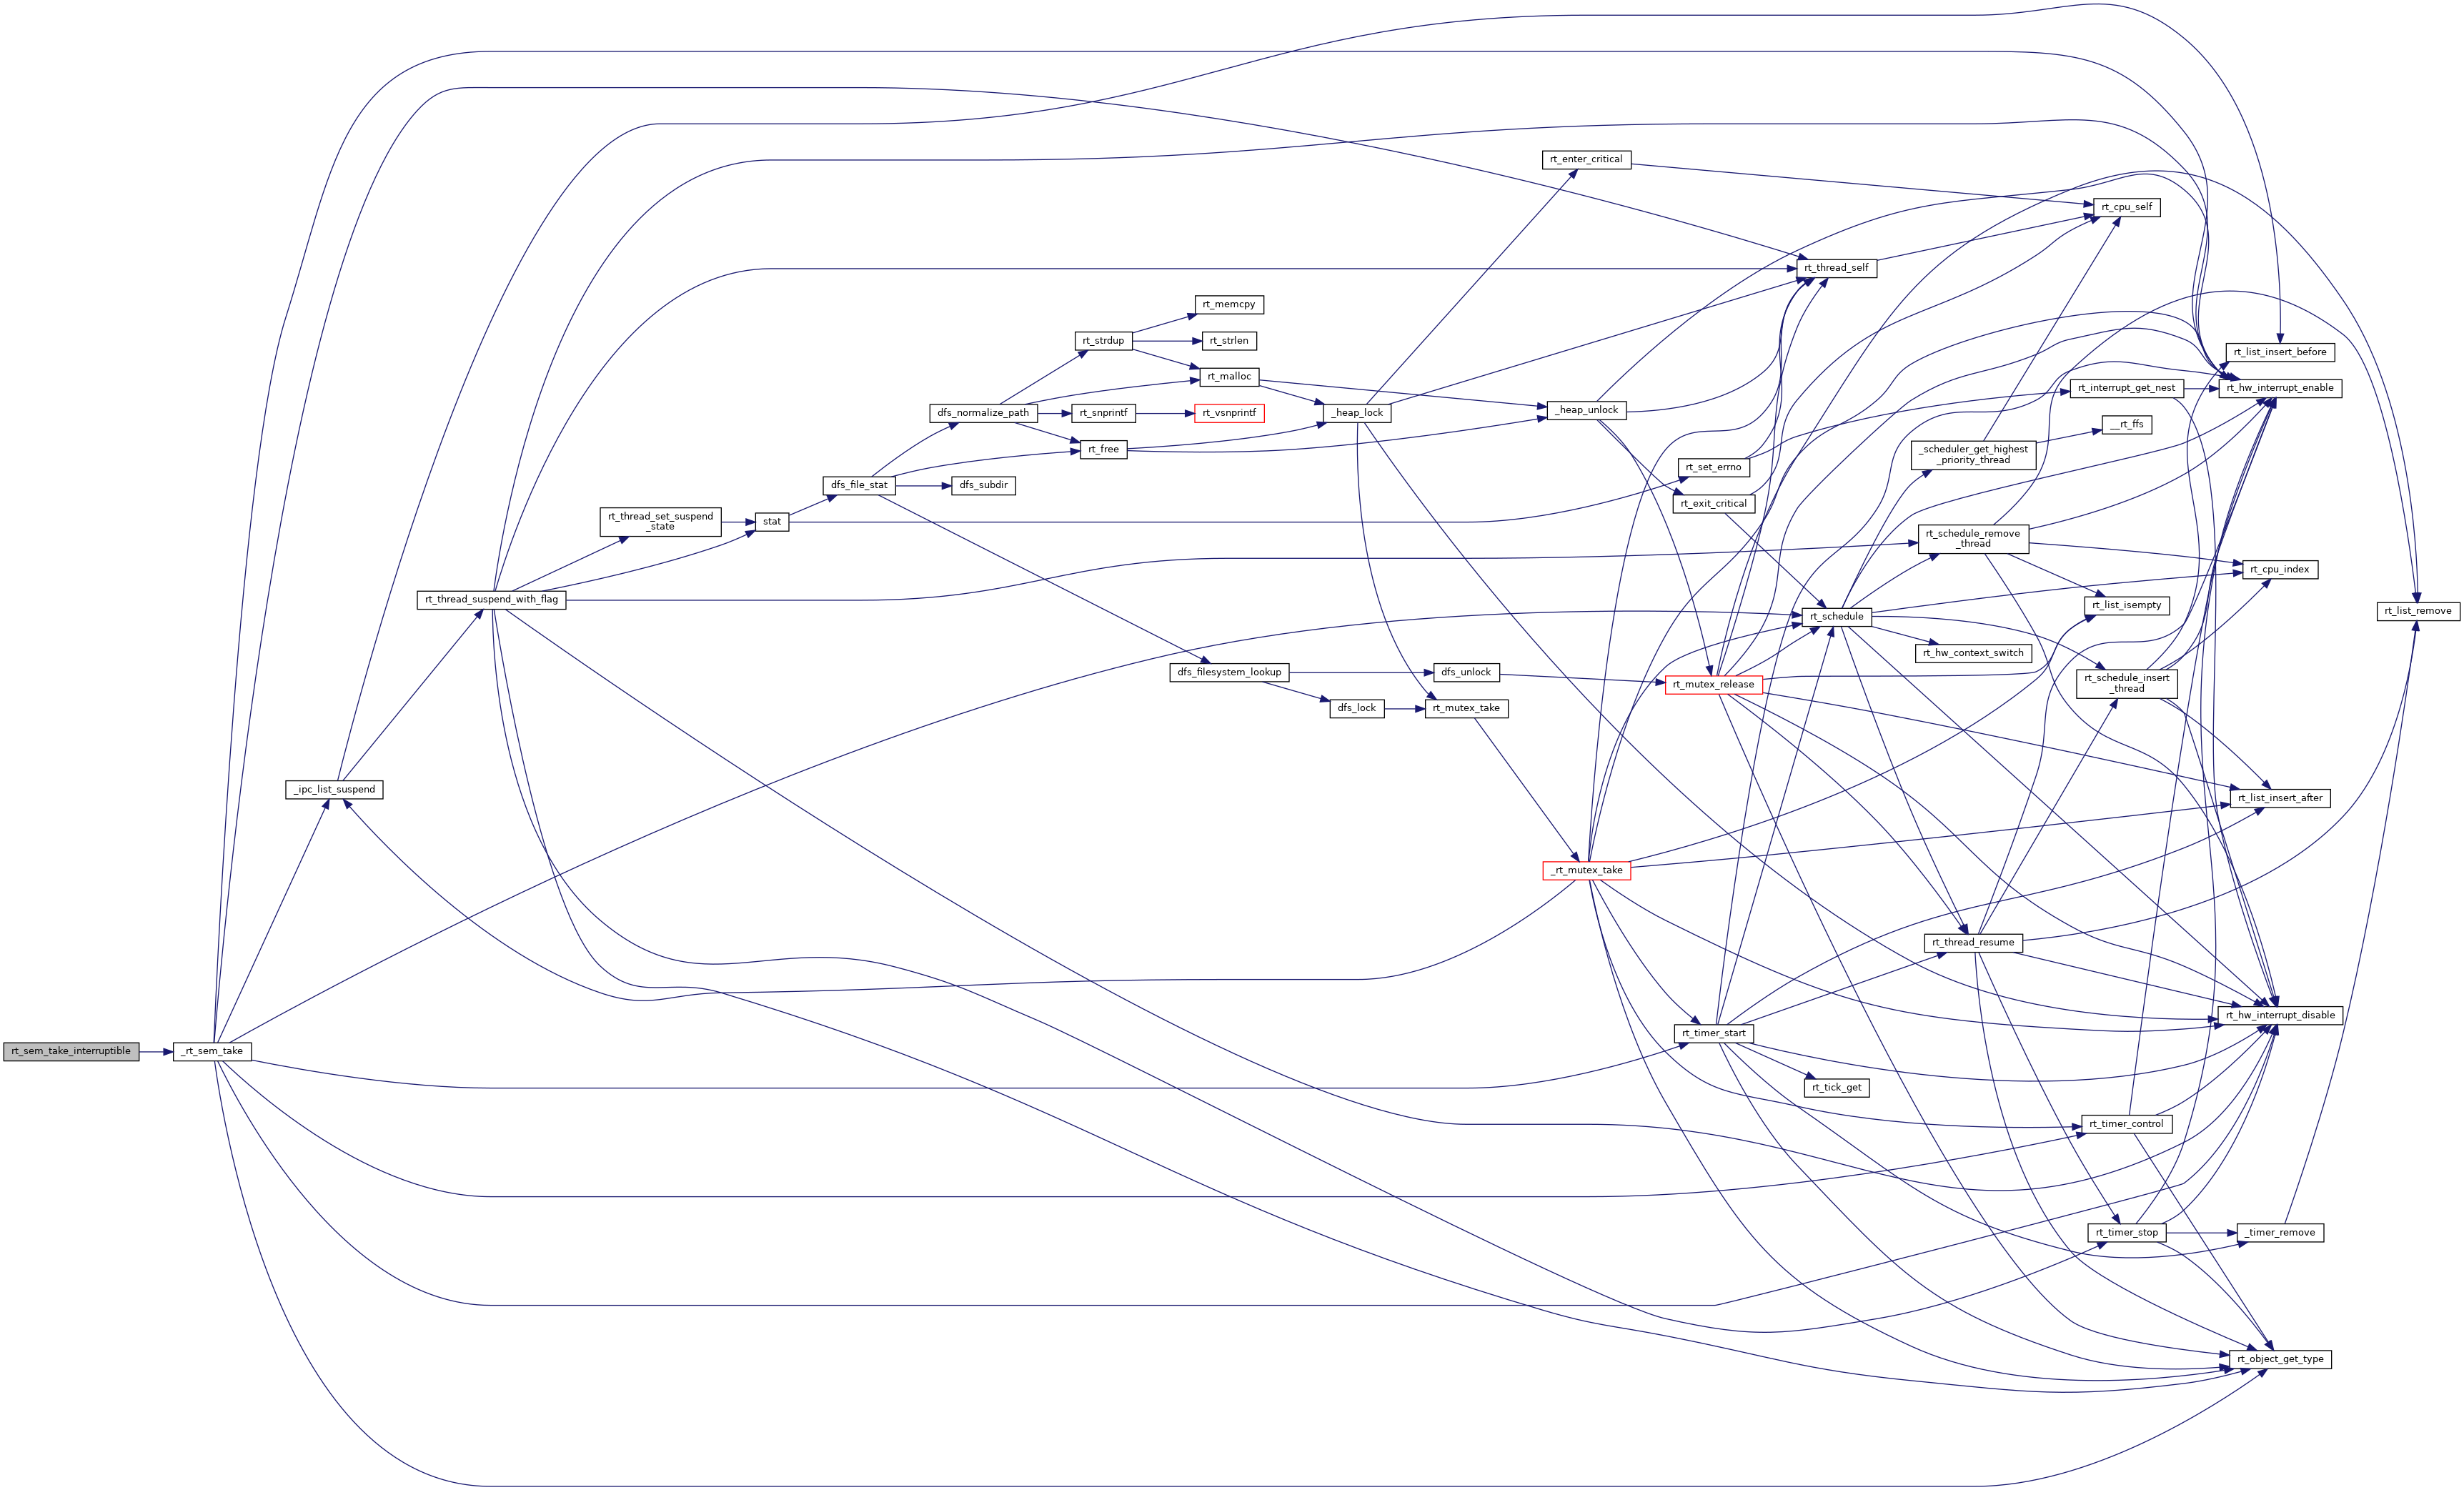 rt_enter_critical
rt_cpu_self
rt_thread_self
rt_memcpy
rt_strdup
rt_strlen
rt_list_insert_before
rt_malloc
rt_interrupt_get_nest
rt_hw_interrupt_enable
dfs_normalize_path
rt_snprintf
rt_vsnprintf
_heap_lock
_heap_unlock
__rt_ffs
rt_free
_scheduler_get_highest
_priority_thread
rt_set_errno
dfs_file_stat
dfs_subdir
rt_exit_critical
rt_thread_set_suspend
_state
stat
rt_schedule_remove
_thread
rt_cpu_index
rt_thread_suspend_with_flag
rt_list_isempty
rt_list_remove
rt_schedule
rt_hw_context_switch
dfs_filesystem_lookup
dfs_unlock
rt_mutex_release
rt_schedule_insert
_thread
dfs_lock
rt_mutex_take
_ipc_list_suspend
rt_list_insert_after
_rt_mutex_take
rt_thread_resume
rt_hw_interrupt_disable
rt_timer_start
rt_sem_take_interruptible
_rt_sem_take
rt_tick_get
rt_timer_control
rt_timer_stop
_timer_remove
rt_object_get_type